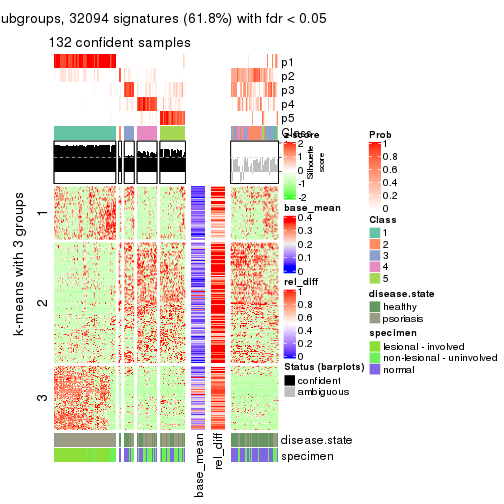 ubgroups, 32094 signatures (61.8%) with fdr < 0.05
132 confident samples
p1
p2
p3
p4
p5
Class
Silhouette
score
k-means with 3 groups
1
2
3
base_mean
rel_diff
disease.state
specimen
z-score
2
1
0
-1
-2
base_mean
0.4
0.3
0.2
0.1
0
rel_diff
1
0.8
0.6
0.4
0.2
0
Status (barplots)
confident
ambiguous
Prob
1
0.8
0.6
0.4
0.2
0
Class
1
2
3
4
5
disease.state
healthy
psoriasis
specimen
lesional - involved
non-lesional - uninvolved
normal